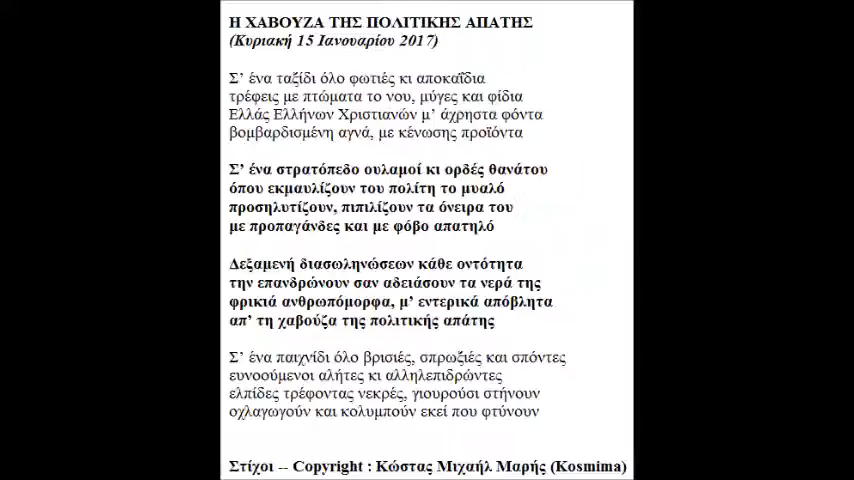 Η ΧΑΒΟΥΖΑ ΤΗΣ ΠΟΛΙΤΙΚΗΣ ΑΠΑΤΗΣ
(Κυριακή 15 Ιανουαρίου 2017)
Σ’ ένα ταξίδι όλο φωτιές κι αποκαΐδια
τρέφεις με πτώματα το νου, μύγες και φίδια
Ελλάς Ελλήνων Χριστιανών μ’ άχρηστα φόντα
βομβαρδισμένη αγνά, με κένωσης προϊόντα
Σ’ ένα στρατόπεδο ουλαμοί κι ορδές θανάτου
όπου εκμαυλίζουν του πολίτη το μυαλό
προσηλυτίζουν, πιπιλίζουν τα όνειρα του
με προπαγάνδες και με φόβο απατηλό
Δεξαμενή διασωληνώσεων κάθε οντότητα
την επανδρώνουν σαν αδειάσουν τα νερά της
φρικιά ανθρωπόμορφα, μ’ εντερικά απόβλητα
απ’ τη χαβούζα της πολιτικής απάτης
Σ’ ένα παιχνίδι όλο βρισιές, σπρωξιές και σπόντες
ευνοούμενοι αλήτες κι αλληλεπιδρώντες
ελπίδες τρέφοντας νεκρές, γιουρούσι στήνουν
οχλαγωγούν και κολυμπούν εκεί που φτύνουν
Στίχοι -- Copyright : Κώστας Μιχαήλ Μαρής (Kosmima)